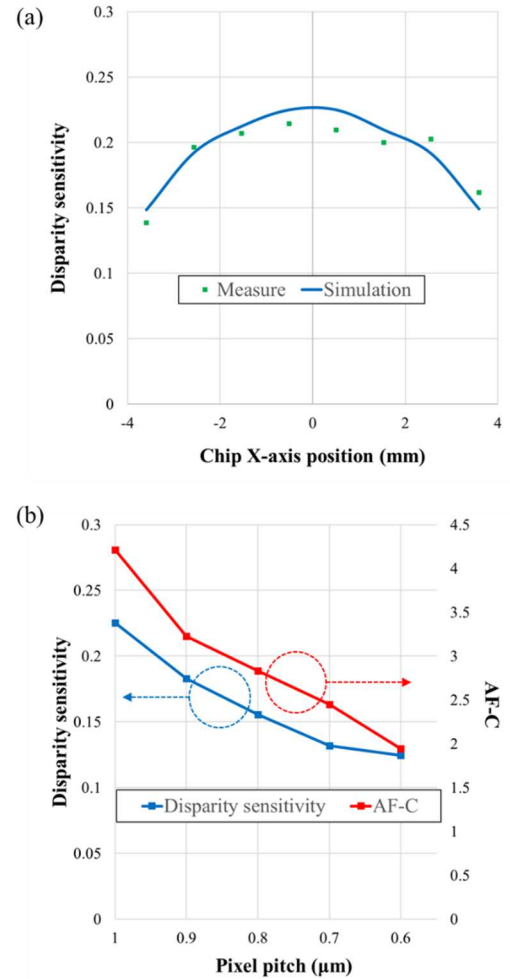 (a)
0.3
0.25
0.2
0.15
0.1
0.05
0
Disparity sensitivity
Measure Simulation
-4 -2 0 2 4
Chip X-axis position (mm)
(b)
0.3 4.5
0.25 4
0.2 3.5
0.15 3
0.1 2.5
0.05 2
0 1.5
1
0.5
0
Disparity sensitivity
AF-C
Disparity sensitivity AF-C
1 0.9 0.8 0.7 0.6
Pixel pitch (μm)